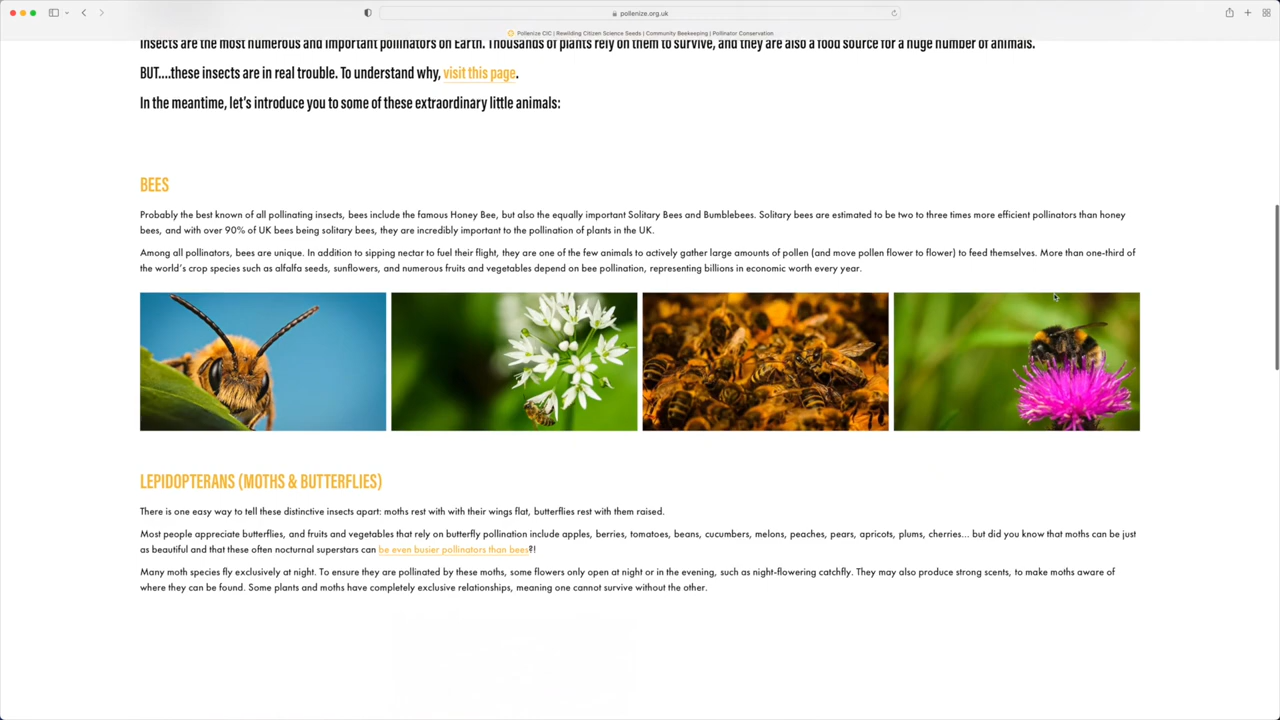 pollenize.org.uk
Pollenize CIC | Rewilding Citizen Science Seeds | Community Beekeeping | Pollinator Conservation
Insects are the most numerous and important pollinators on Earth. Thousands of plants rely on them to survive, and they are also a food source for a huge number of animals.
BUT....these insects are in real trouble. To understand why, visit this page.
In the meantime, let's introduce you to some of these extraordinary little animals:
BEES
Probably the best known of all pollinating insects, bees include the famous Honey Bee, but also the equally important Solitary Bees and Bumblebees. Solitary bees are estimated to be two to three times more efficient pollinators than honey
bees, and with over 90% of UK bees being solitary bees, they are incredibly important to the pollination of plants in the UK.
Among all pollinators, bees are unique. In addition to sipping nectar to fuel their flight, they are one of the few animals to actively gather large amounts of pollen (and move pollen flower to flower) to feed themselves. More than one-third of
the world's crop species such as alfalfa seeds, sunflowers, and numerous fruits and vegetables depend on bee pollination, representing billions in economic worth every year.
LEPIDOPTERANS (MOTHS & BUTTERFLIES)
There is one easy way to tell these distinctive insects apart: moths rest with with their wings flat, butterflies rest with them raised.
Most people appreciate butterflies, and fruits and vegetables that rely on buttefly pollination include apples, berries, tomatoes, beans, cucumbers, melons, peaches, pears, apricots, plums, cherries... but did you know that moths can be just
as beautiful and that these often nocturnal superstars can be even busier pollinators than bees?!
Many moth species fly exclusively at night. To ensure they are pollinated by these moths, some flowers only open at night or in the evening, such as night-flowering catchfly. They may also produce strong scents, to make moths aware of
where they can be found. Some plants and moths have completely exclusive relationships, meaning one cannot survive without the other.